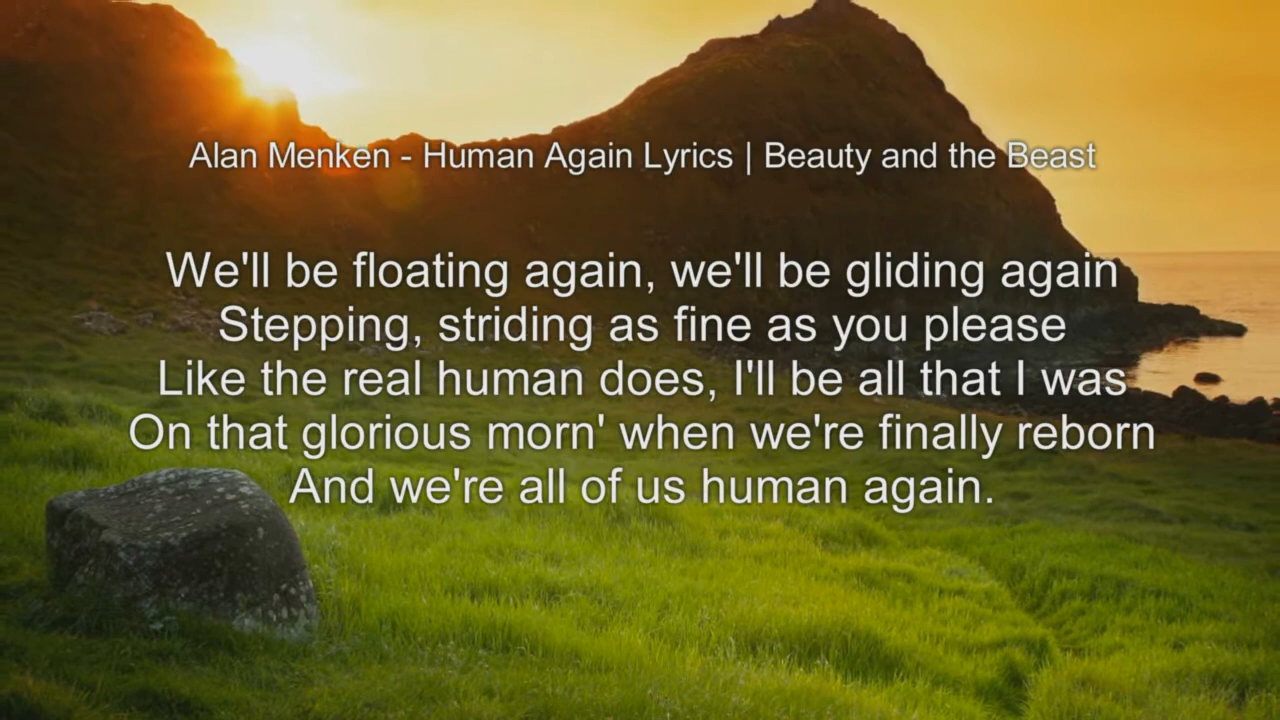 Alan Menken - Human Again Lyrics | Beauty and the Beast
We'll be floating again, we'll be gliding again
Stepping, striding as fine as you please
Like the real human does, I'll be all that I was
On that glorious morn' when we're finally reborn
And we're all of us human again.